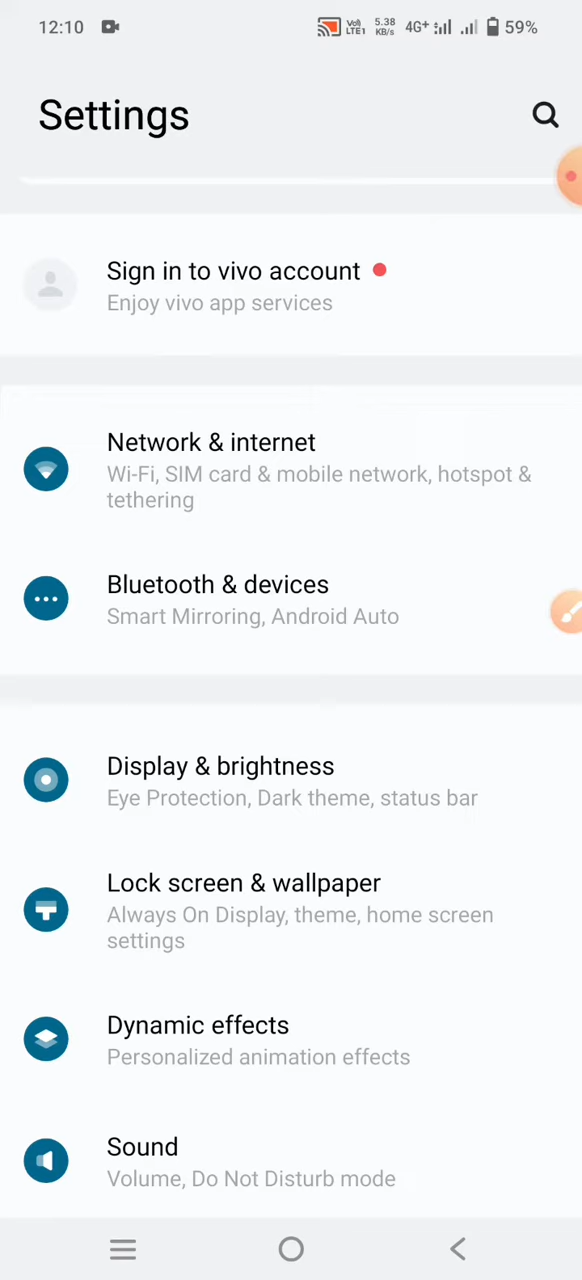 12:10
Vo))
LTE1
5.38
KB/s
4G+
59%
Settings
Sign in to vivo account
Enjoy vivo app services
Network & internet
Wi-Fi, SIM card & mobile network, hotspot &
tethering
Bluetooth & devices
Smart Mirroring, Android Auto
Display & brightness
Eye Protection, Dark theme, status bar
Lock screen & wallpaper
Always On Display, theme, home screen
settings
Dynamic effects
Personalized animation effects
Sound
Volume, Do Not Disturb mode